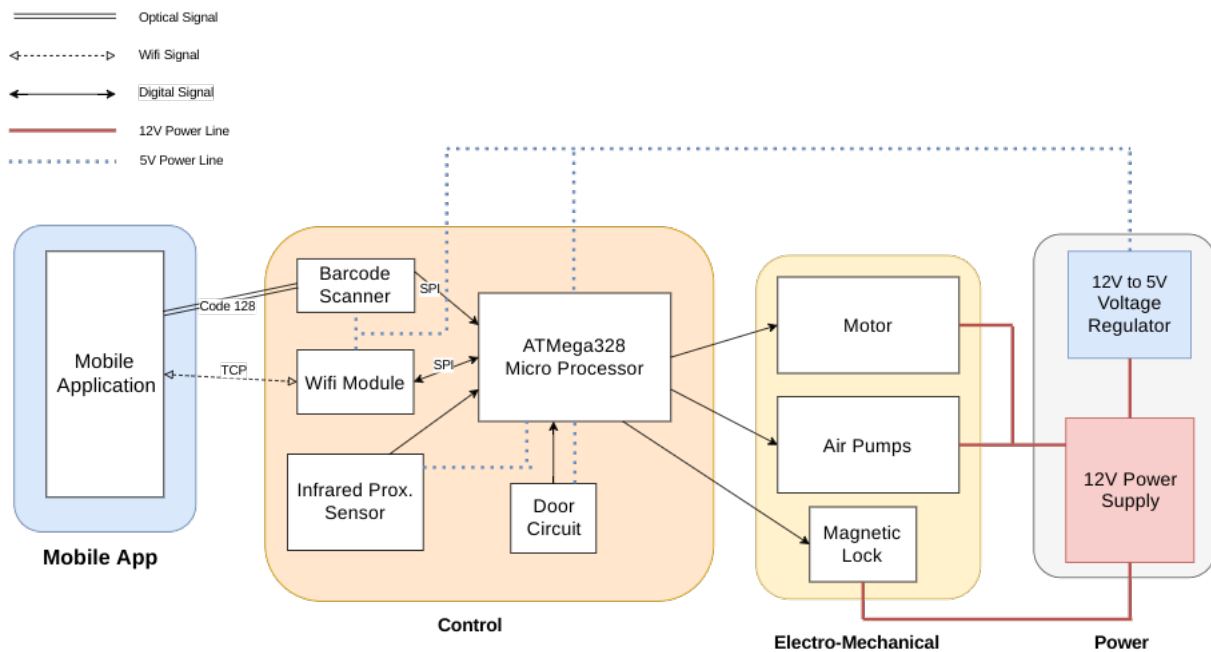 Optical Signal
Wifi Signal
Digital Signal
12V Power Line
5V Power Line
Mobile
Application
Mobile App
Code 128
TCP
Barcode
Scanner
SPI
Wifi Module
SPI
ATMega328
Micro Processor
Infrared Prox.
Sensor
Door
Circuit
Control
Motor
Air Pumps
Magnetic
Lock
Electro-Mechanical
12V to 5V
Voltage
Regulator
12V Power
Supply
Power